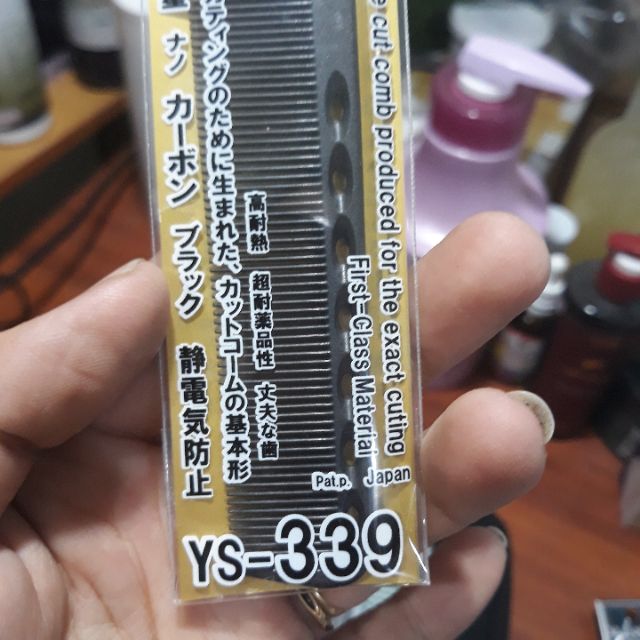 ナノ カーボン ブラック 静電気防止
ティングのために生まれた、カットコームの基本形
高耐熱 超耐薬品性 丈夫な歯
cut comb produced for the exact cuting
First-Class Material
Pat.p. Japan
YS-339